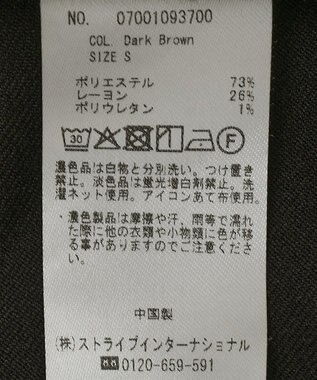 NO. 07001093700
COL. Dark Brown
SIZE S
ポリエステル 73%
レーヨン 26%
ポリウレタン 1%
30 F
濃色品は白物と分別洗い。つけ置き
禁止。淡色品は蛍光増白剤禁止。洗
濯ネット使用。アイロンあて布使用。
・濃色製品は摩擦や汗、雨等で濡れ
た際に他の衣類や小物類に色が移
る事がありますのでご注意くださ
い。
中国製
(株)ストライプインターナショナル
0120-659-591